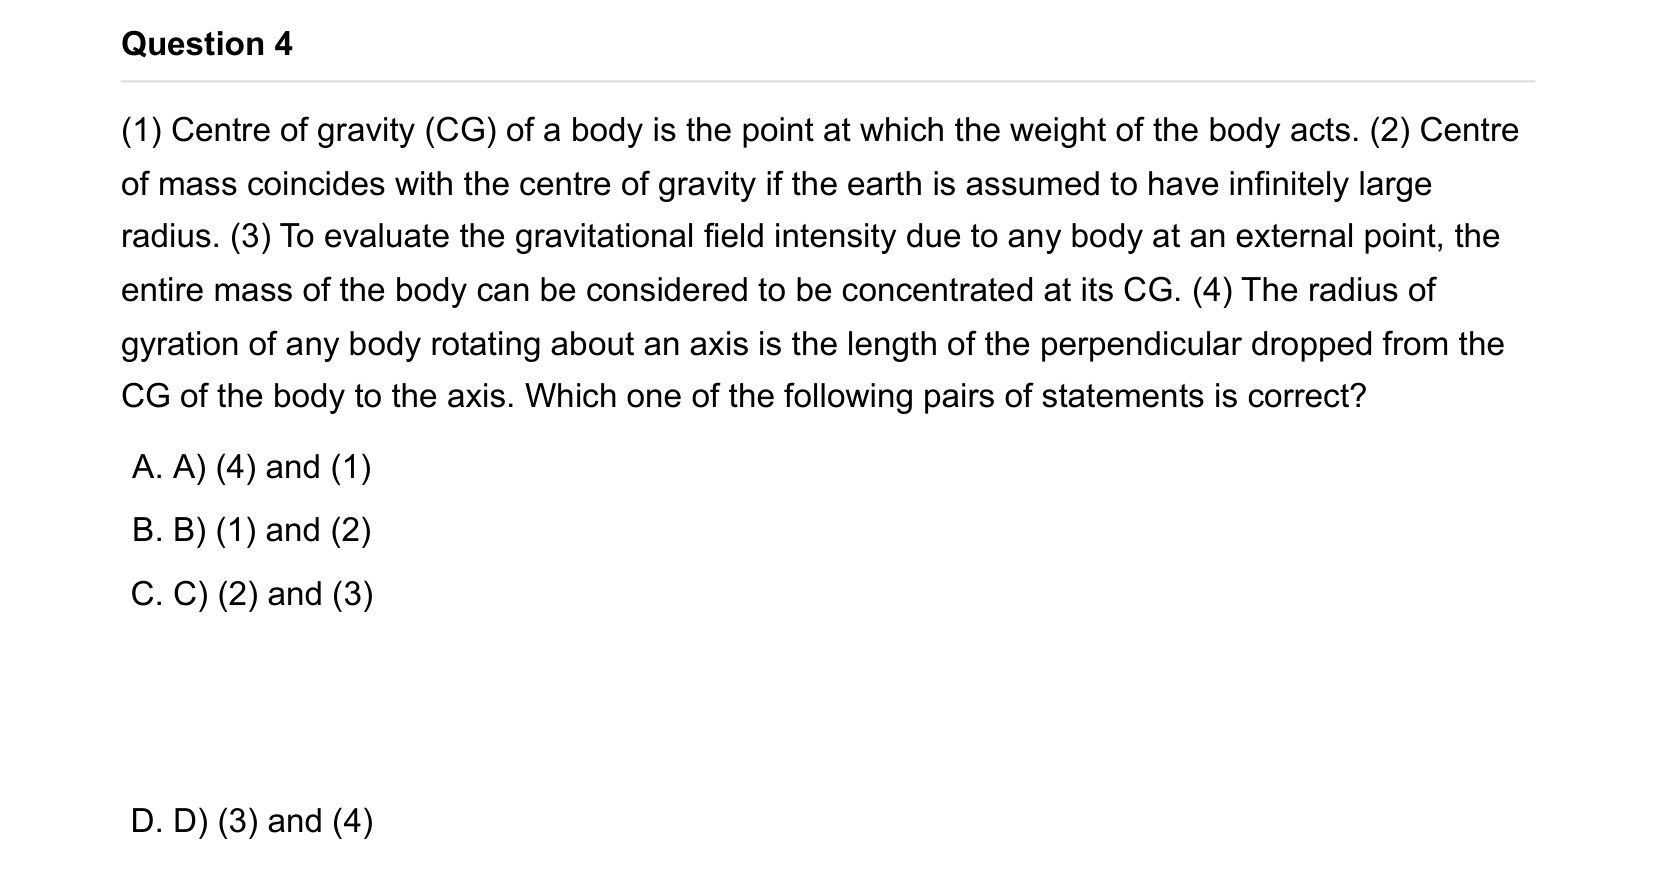 Question 4
(1) Centre of gravity (CG) of a body is the point at which the weight of the body acts. (2) Centre
of mass coincides with the centre of gravity if the earth is assumed to have infinitely large
radius. (3) To evaluate the gravitational field intensity due to any body at an external point, the
entire mass of the body can be considered to be concentrated at its CG. (4) The radius of
gyration of any body rotating about an axis is the length of the perpendicular dropped from the
CG of the body to the axis. Which one of the following pairs of statements is correct?
A. A) (4) and (1)
B. B) (1) and (2)
C. C) (2) and (3)
D. D) (3) and (4)